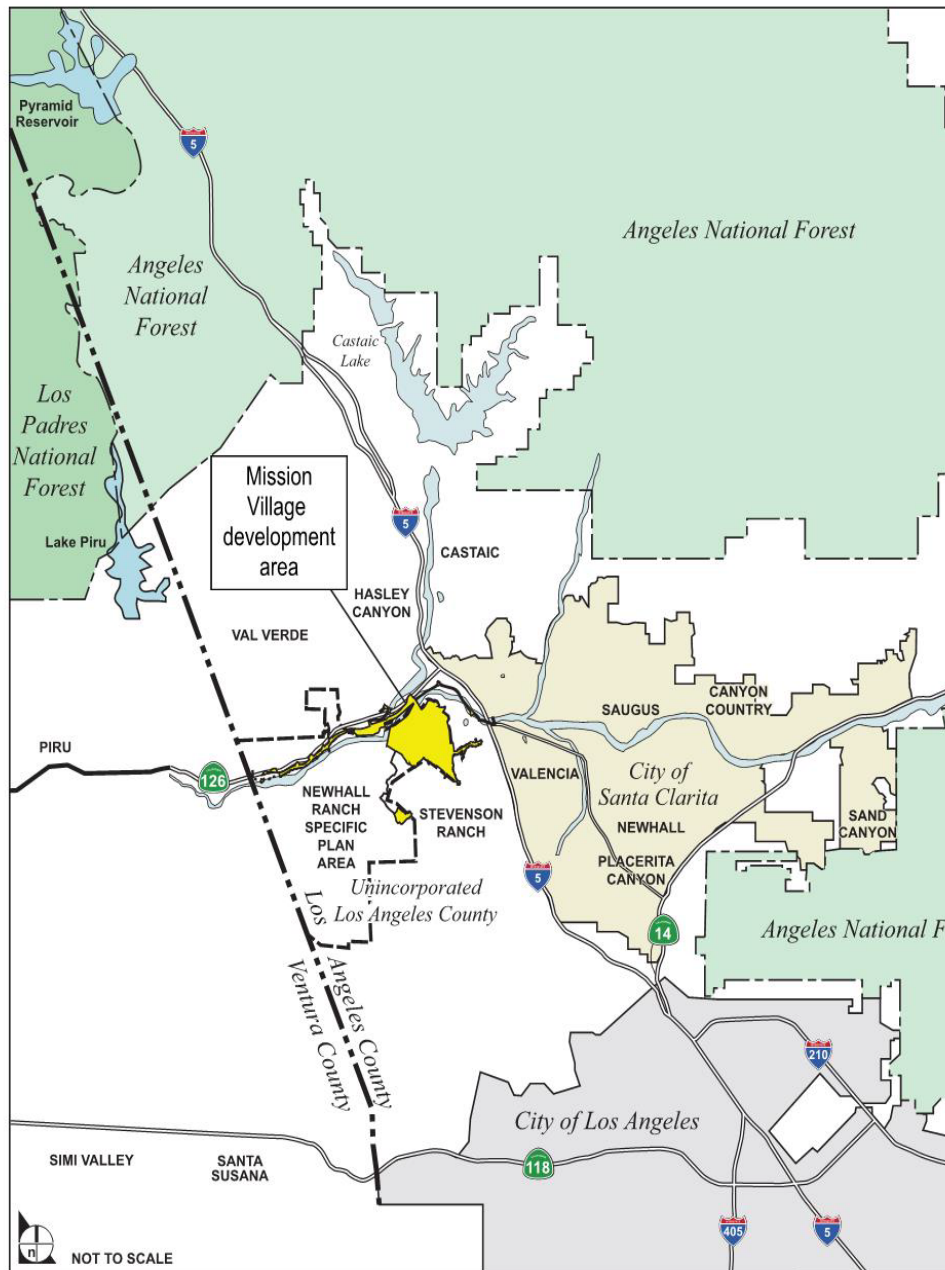 Pyramid
Reservoir
5
Angeles National Forest
Angeles
National
Forest
Castaic
Lake
Los
Padres
National
Forest
Mission
Village
development
area
5
Lake Piru
CASTAIC
HASLEY
CANYON
VAL VERDE
CANYON
COUNTRY
SAUGUS
PIRU
126
VALENCIA
City of
Santa Clarita
NEWHALL
RANCH
SPECIFIC
PLAN
AREA
STEVENSON
RANCH
NEWHALL
SAND
CANYON
PLACERITA
CANYON
5
Unincorporated
Los Angeles County
14
Angeles National F
Los Angeles County
Ventura County
210
City of Los Angeles
SIMI VALLEY
SANTA
SUSANA
118
405
5
n
NOT TO SCALE